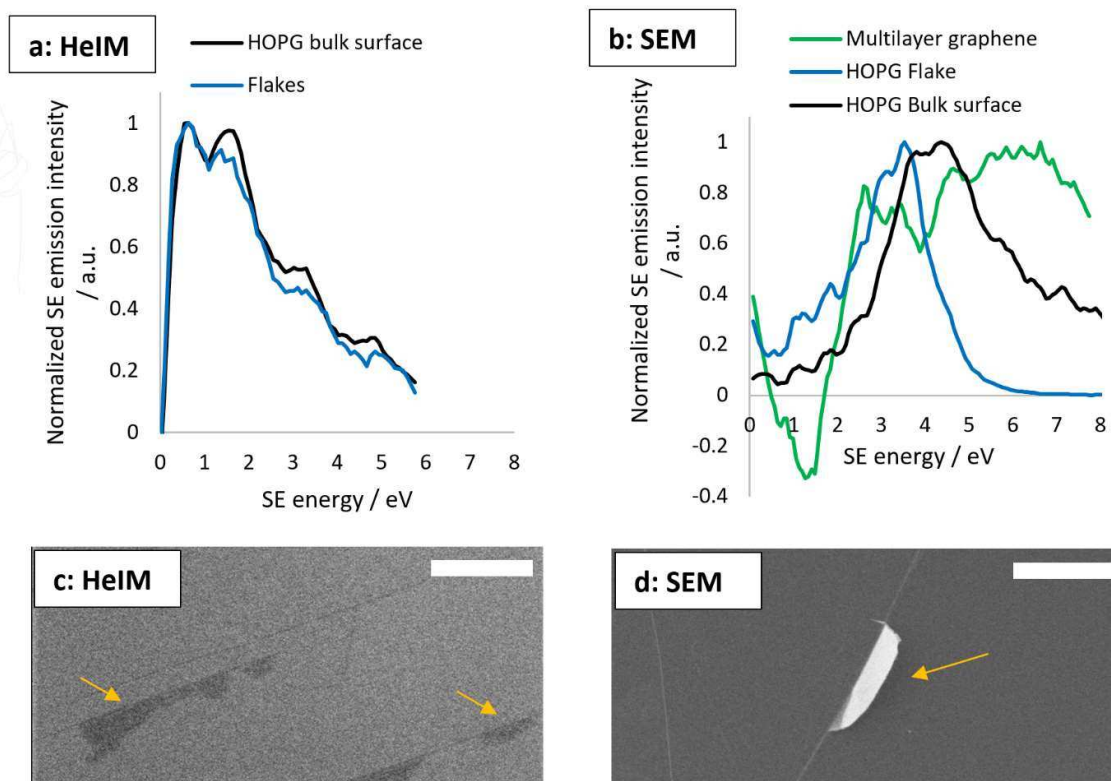 a: HeIM
HOPG bulk surface
Flakes
Normalized SE emission intensity
/ a.u.
1
0.8
0.6
0.4
0.2
0
0 1 2 3 4 5 6 7 8
SE energy / eV
b: SEM
Multilayer graphene
HOPG Flake
HOPG Bulk surface
Normalized SE emission intensity
/ a.u.
1
0.8
0.6
0.4
0.2
0
-0.2
-0.4
0 1 2 3 4 5 6 7 8
SE energy / eV
c: HeIM
d: SEM